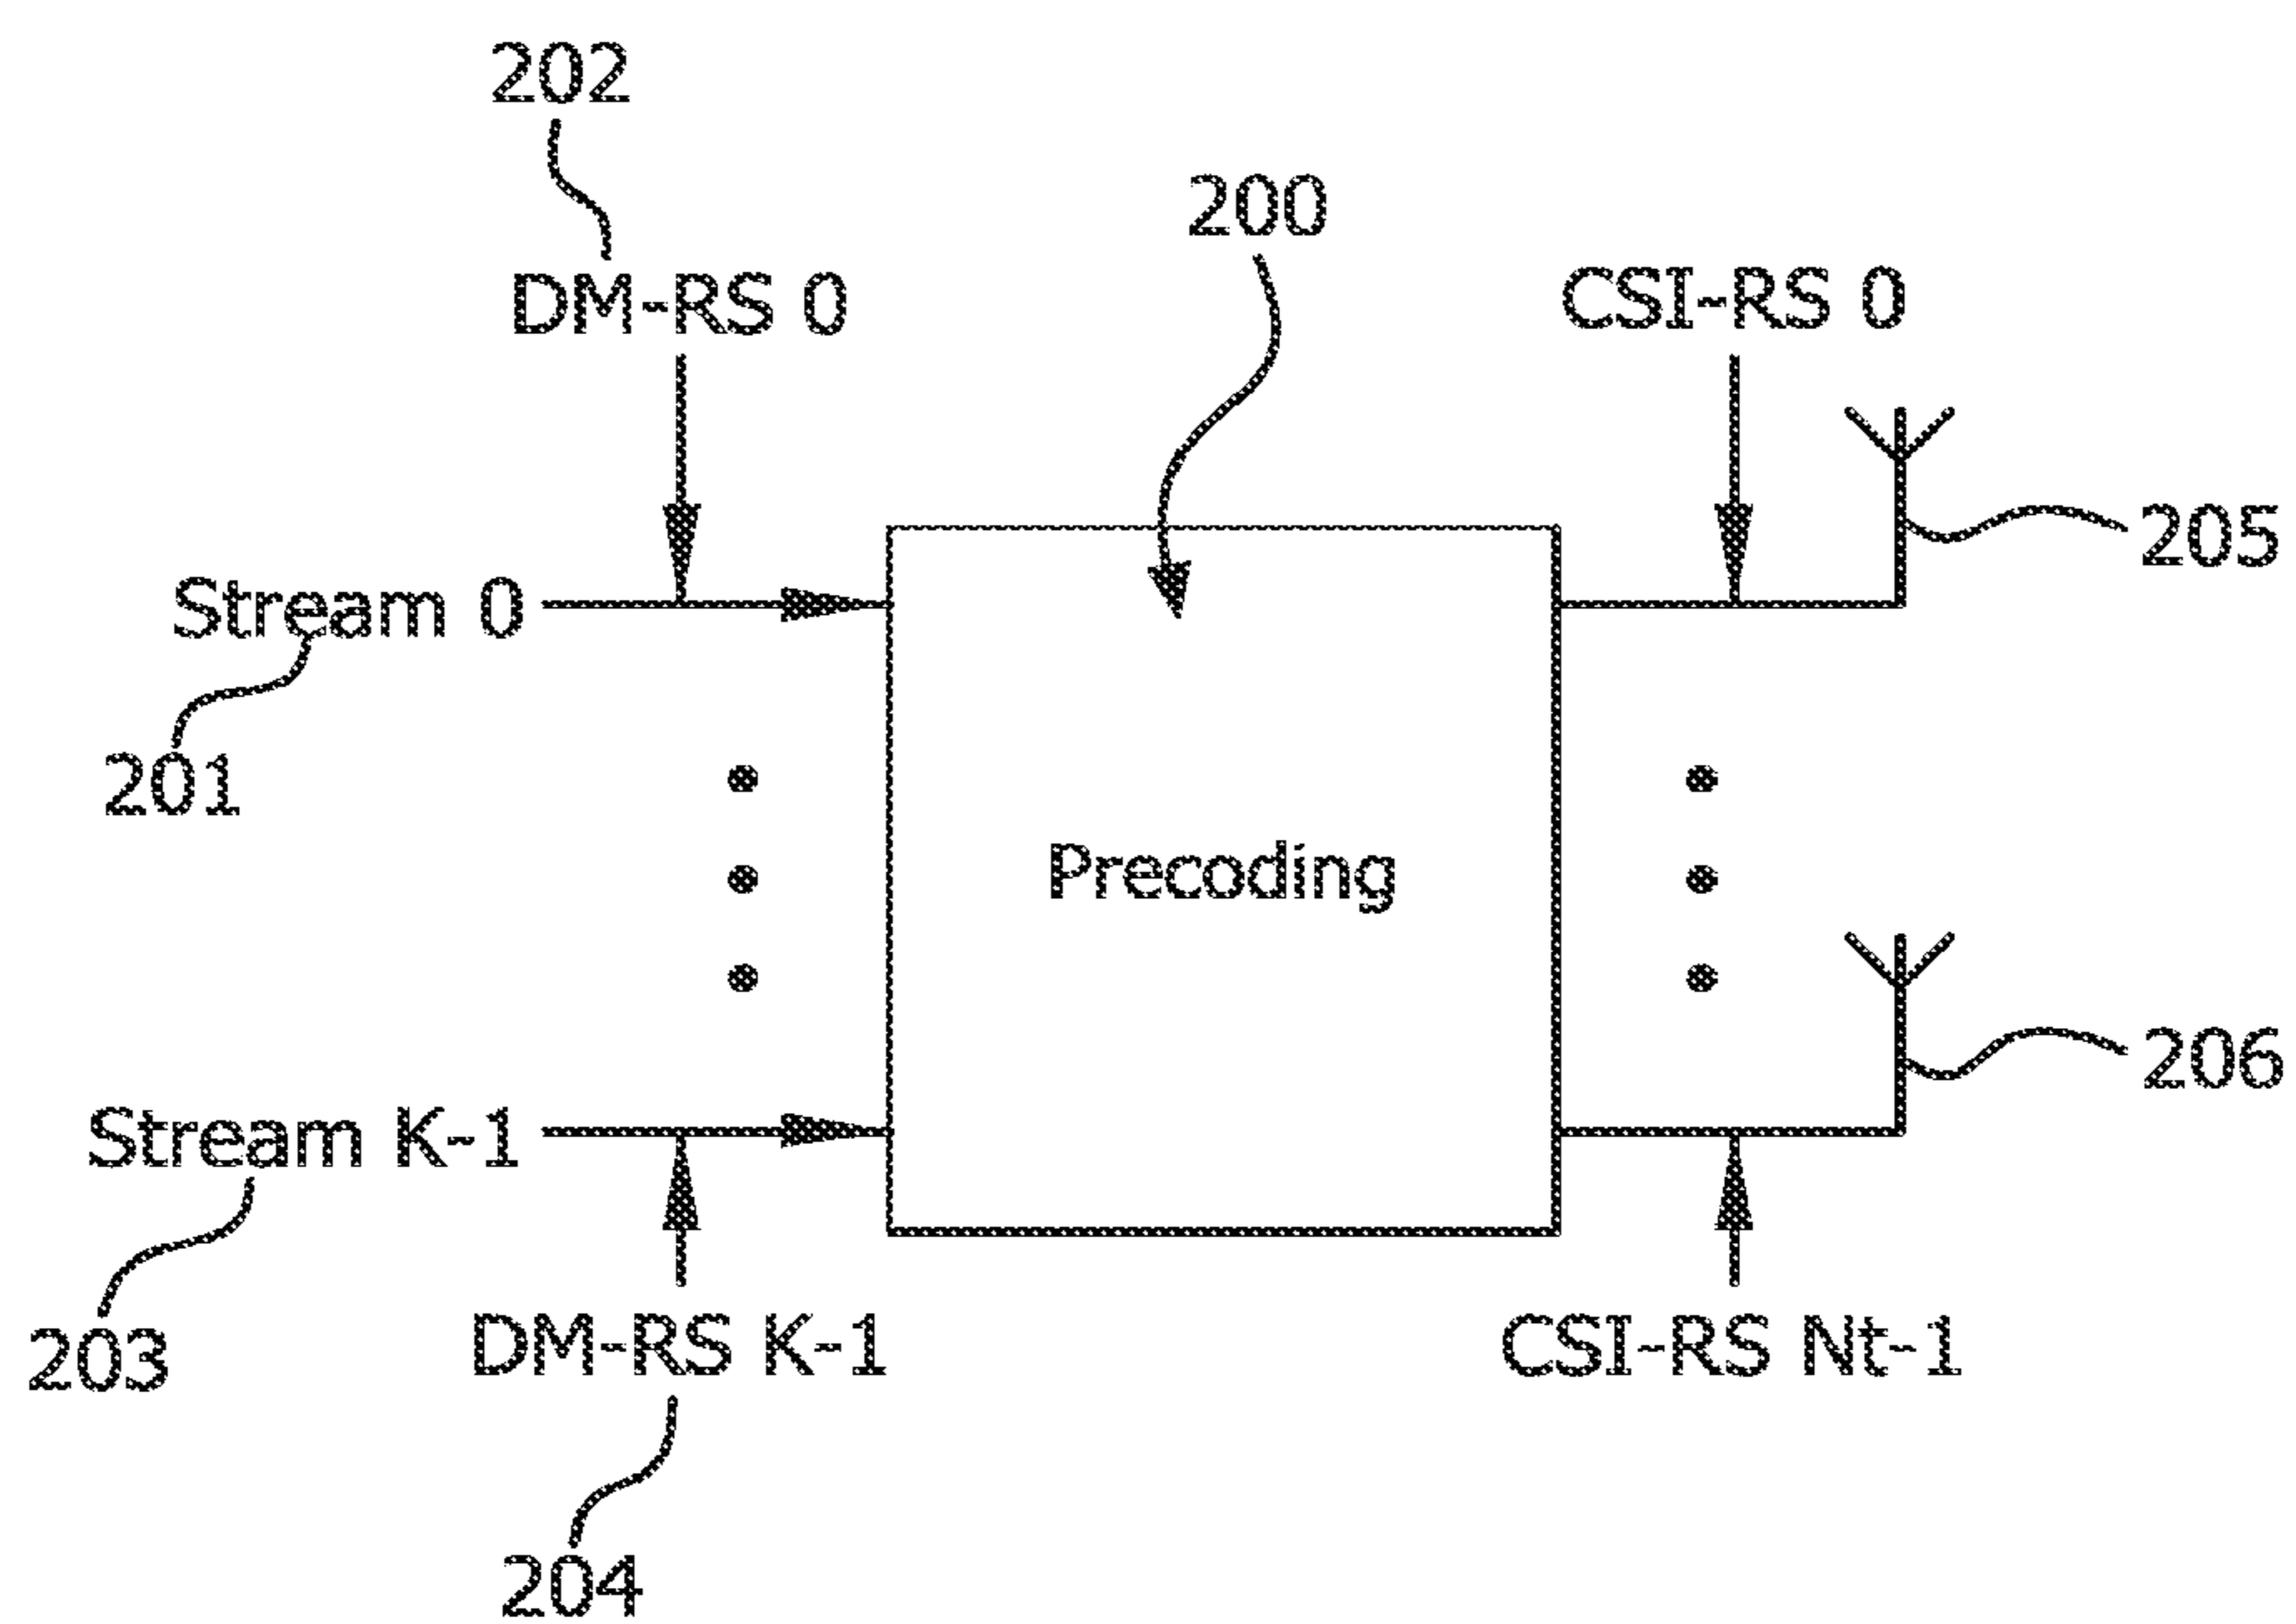 202
200
DM-RS 0
CSI-RS 0
205
Stream 0
201
Precoding
206
Stream K-1
203
DM-RS K-1
CSI-RS Nt-1
204